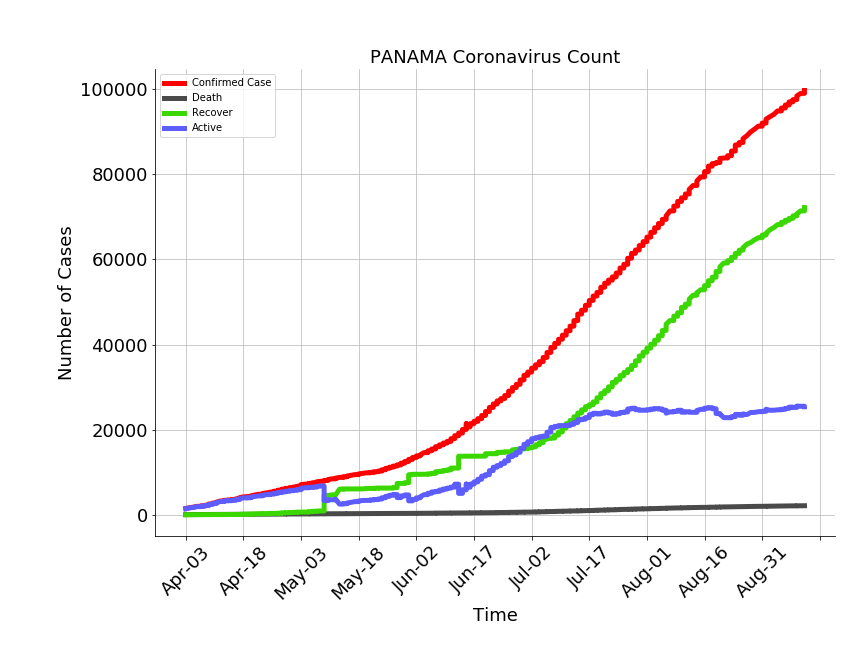 PANAMA Coronavirus Count
Confirmed Case
Death
Recover
Active
Number of Cases
100000
80000
60000
40000
20000
0
Apr-03
Apr-18
May-03
May-18
Jun-02
Jun-17
Jul-02
Jul-17
Aug-01
Aug-16
Aug-31
Time